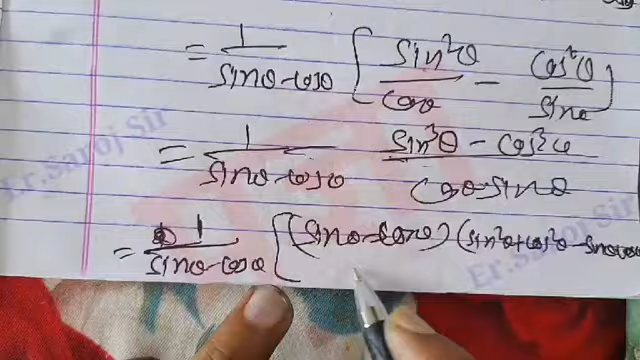 = 1/(sinθ-cosθ) [ sin²θ/cosθ - cos²θ/sinθ ]
= 1/(sinθ-cosθ) (sin³θ - cos³θ)/(cosθ·sinθ)
= 1/(sinθ-cosθ) [ (sinθ-cosθ) (sin²θ+cos²θ - sinθcosθ
Er.Saroj Sir
Er.Saroj Sir